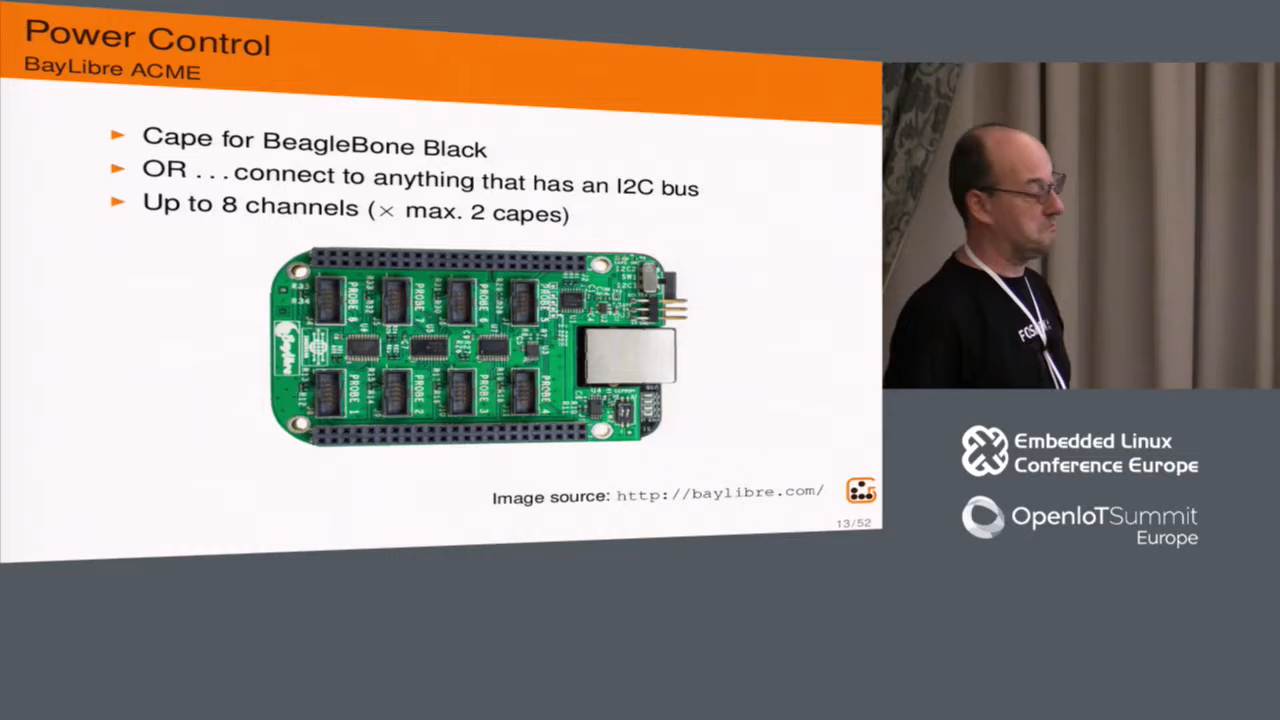 Power Control
BayLibre ACME
► Cape for BeagleBone Black
► OR . . . connect to anything that has an I2C bus
► Up to 8 channels (× max. 2 capes)
PROBE 8
PROBE 7
PROBE 6
PROBE 5
BayLibre
PROBE 1
PROBE 2
PROBE 3
PROBE 4
Image source: http://baylibre.com/
13/52
Embedded Linux
Conference Europe
OpenIoTSummit
Europe